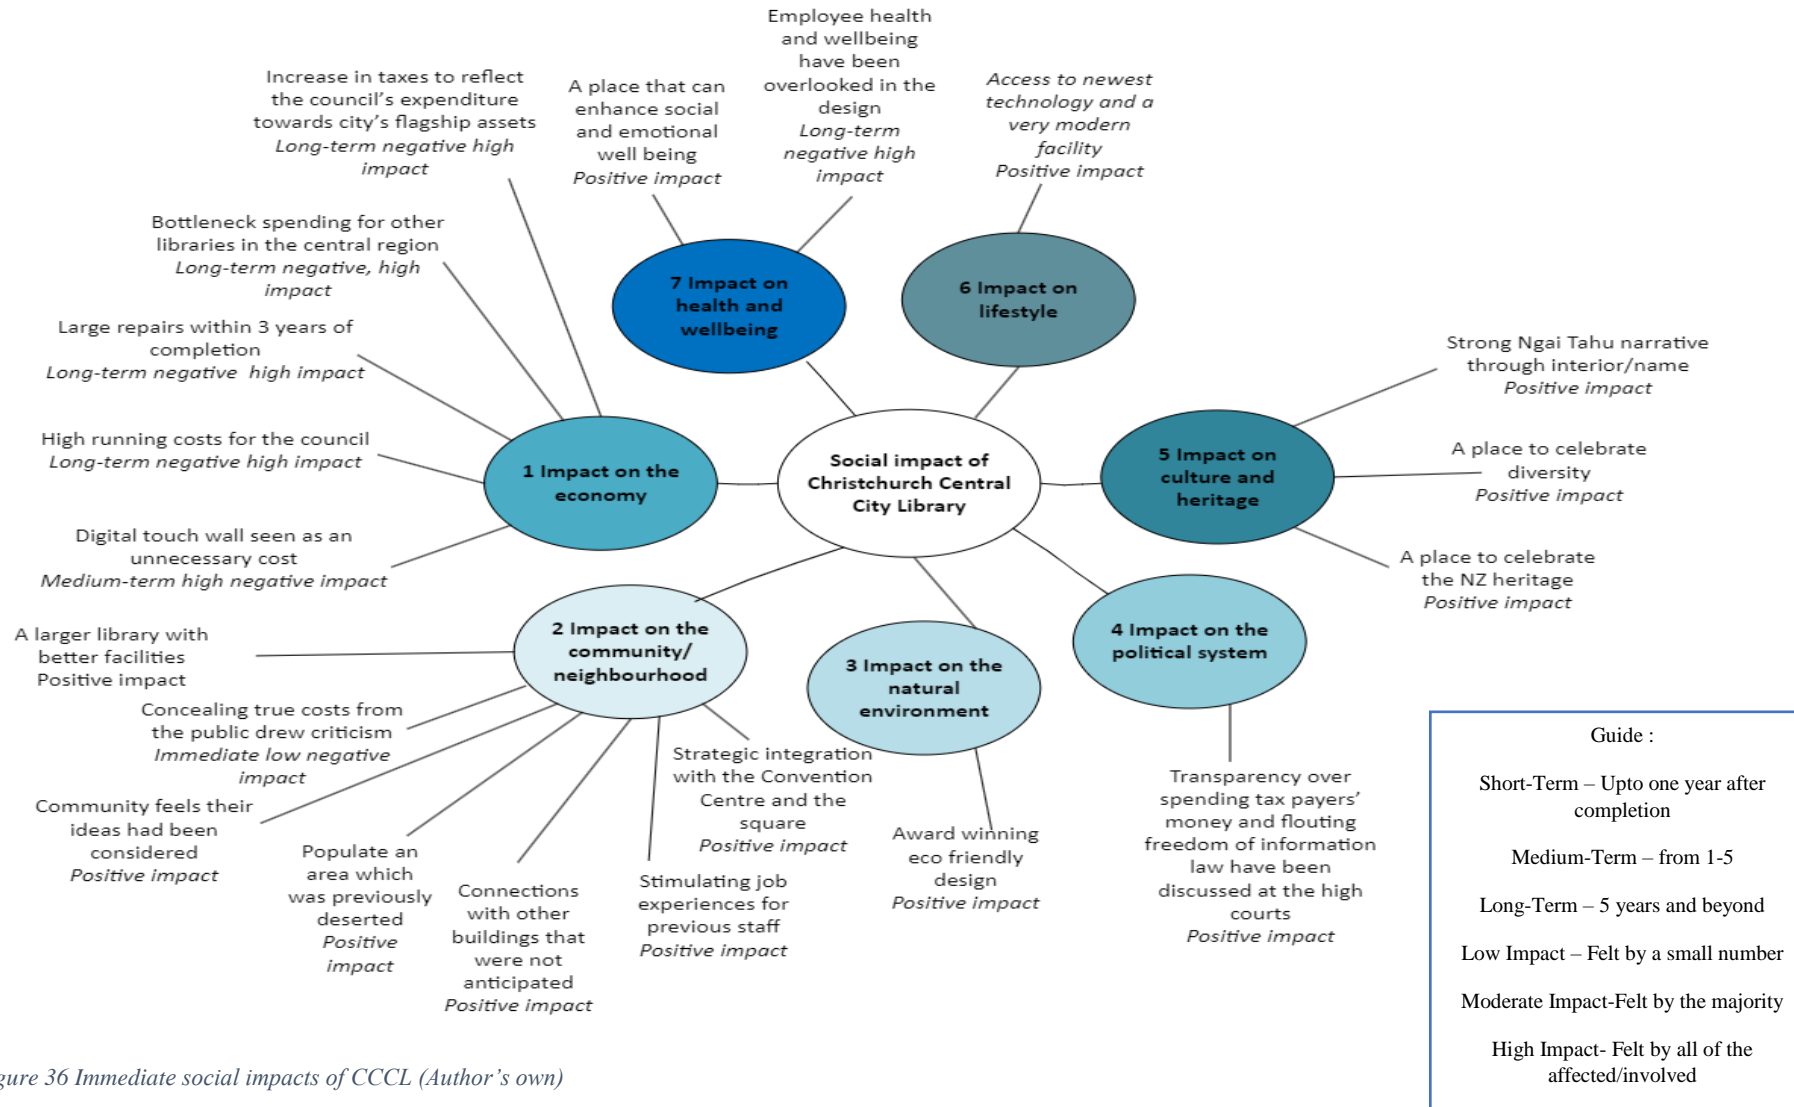 Increase in taxes to reflect
the council's expenditure
towards city's flagship assets
Long-term negative high
impact
A place that can
enhance social
and emotional
well being
Positive impact
Employee health
and wellbeing
have been
overlooked in the
design
Long-term
negative high
impact
Access to newest
technology and a
very modern
facility
Positive impact
Bottleneck spending for other
libraries in the central region
Long-term negative, high
impact
Large repairs within 3 years of
completion
Long-term negative high impact
High running costs for the council
Long-term negative high impact
Digital touch wall seen as an
unnecessary cost
Medium-term high negative impact
7 Impact on
health and
wellbeing
6 Impact on
lifestyle
1 Impact on the
economy
Social impact of
Christchurch Central
City Library
5 Impact on
culture and
heritage
Strong Ngai Tahu narrative
through interior/name
Positive impact
A place to celebrate
diversity
Positive impact
A place to celebrate
the NZ heritage
Positive impact
2 Impact on the
community/
neighbourhood
3 Impact on the
natural
environment
4 Impact on the
political system
A larger library with
better facilities
Positive impact
Concealing true costs from
the public drew criticism
Immediate low negative
impact
Community feels their
ideas had been
considered
Positive impact
Populate an
area which
was previously
deserted
Positive
impact
Connections
with other
buildings that
were not
anticipated
Positive impact
Stimulating job
experiences for
previous staff
Positive impact
Strategic integration
with the Convention
Centre and the
square
Positive impact
Award winning
eco friendly
design
Positive impact
Transparency over
spending tax payers'
money and flouting
freedom of information
law have been
discussed at the high
courts
Positive impact
Guide :
Short-Term – Upto one year after
completion
Medium-Term – from 1-5
Long-Term – 5 years and beyond
Low Impact – Felt by a small number
Moderate Impact-Felt by the majority
High Impact- Felt by all of the
affected/involved
gure 36 Immediate social impacts of CCCL (Author's own)